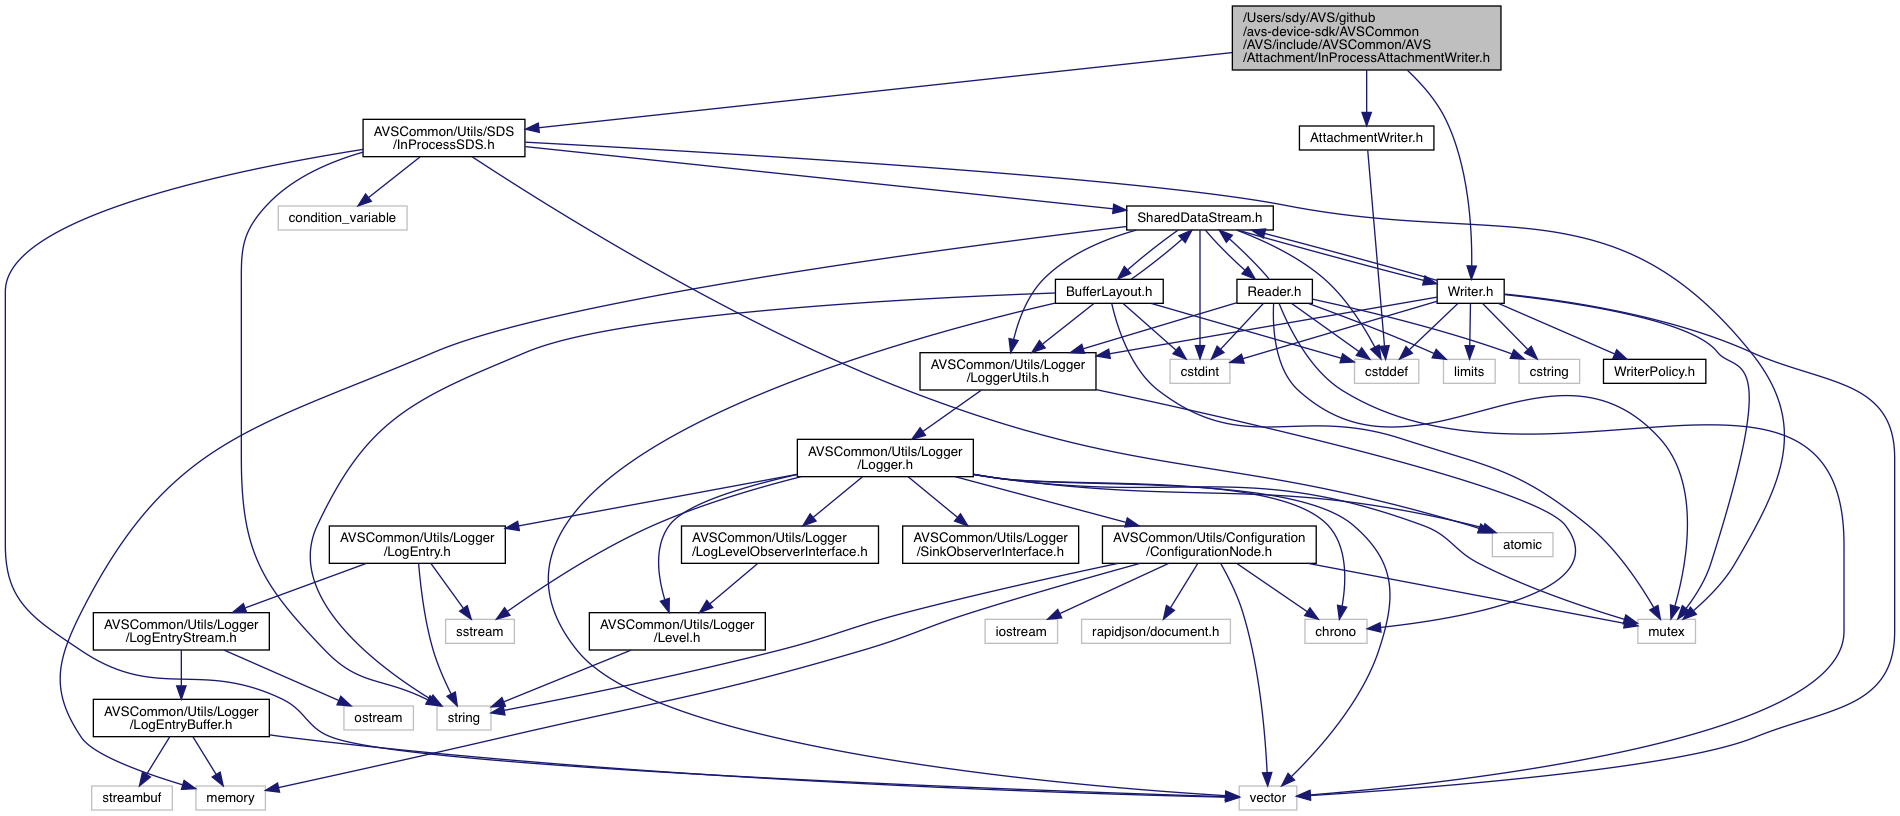 /Users/sdy/AVS/github
/avs-device-sdk/AVSCommon
/AVS/include/AVSCommon/AVS
/Attachment/InProcessAttachmentWriter.h
AVSCommon/Utils/SDS
/InProcessSDS.h
AttachmentWriter.h
condition_variable
SharedDataStream.h
BufferLayout.h
Reader.h
Writer.h
AVSCommon/Utils/Logger
/LoggerUtils.h
cstdint
cstddef
limits
cstring
WriterPolicy.h
AVSCommon/Utils/Logger
/Logger.h
AVSCommon/Utils/Logger
/LogEntry.h
AVSCommon/Utils/Logger
/LogLevelObserverInterface.h
AVSCommon/Utils/Logger
/SinkObserverInterface.h
AVSCommon/Utils/Configuration
/ConfigurationNode.h
atomic
AVSCommon/Utils/Logger
/LogEntryStream.h
sstream
AVSCommon/Utils/Logger
/Level.h
iostream
rapidjson/document.h
chrono
mutex
AVSCommon/Utils/Logger
/LogEntryBuffer.h
ostream
string
streambuf
memory
vector